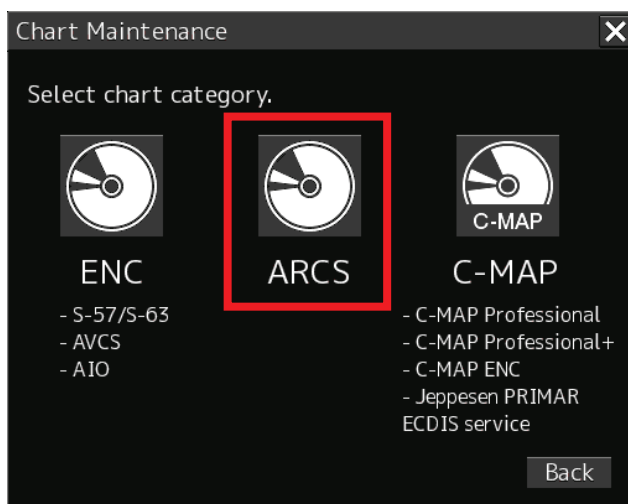 Chart Maintenance
Select chart category.
C-MAP
ENC
ARCS
C-MAP
- S-57/S-63
- AVCS
- AIO
- C-MAP Professional
- C-MAP Professional+
- C-MAP ENC
- Jeppesen PRIMAR
ECDIS service
Back